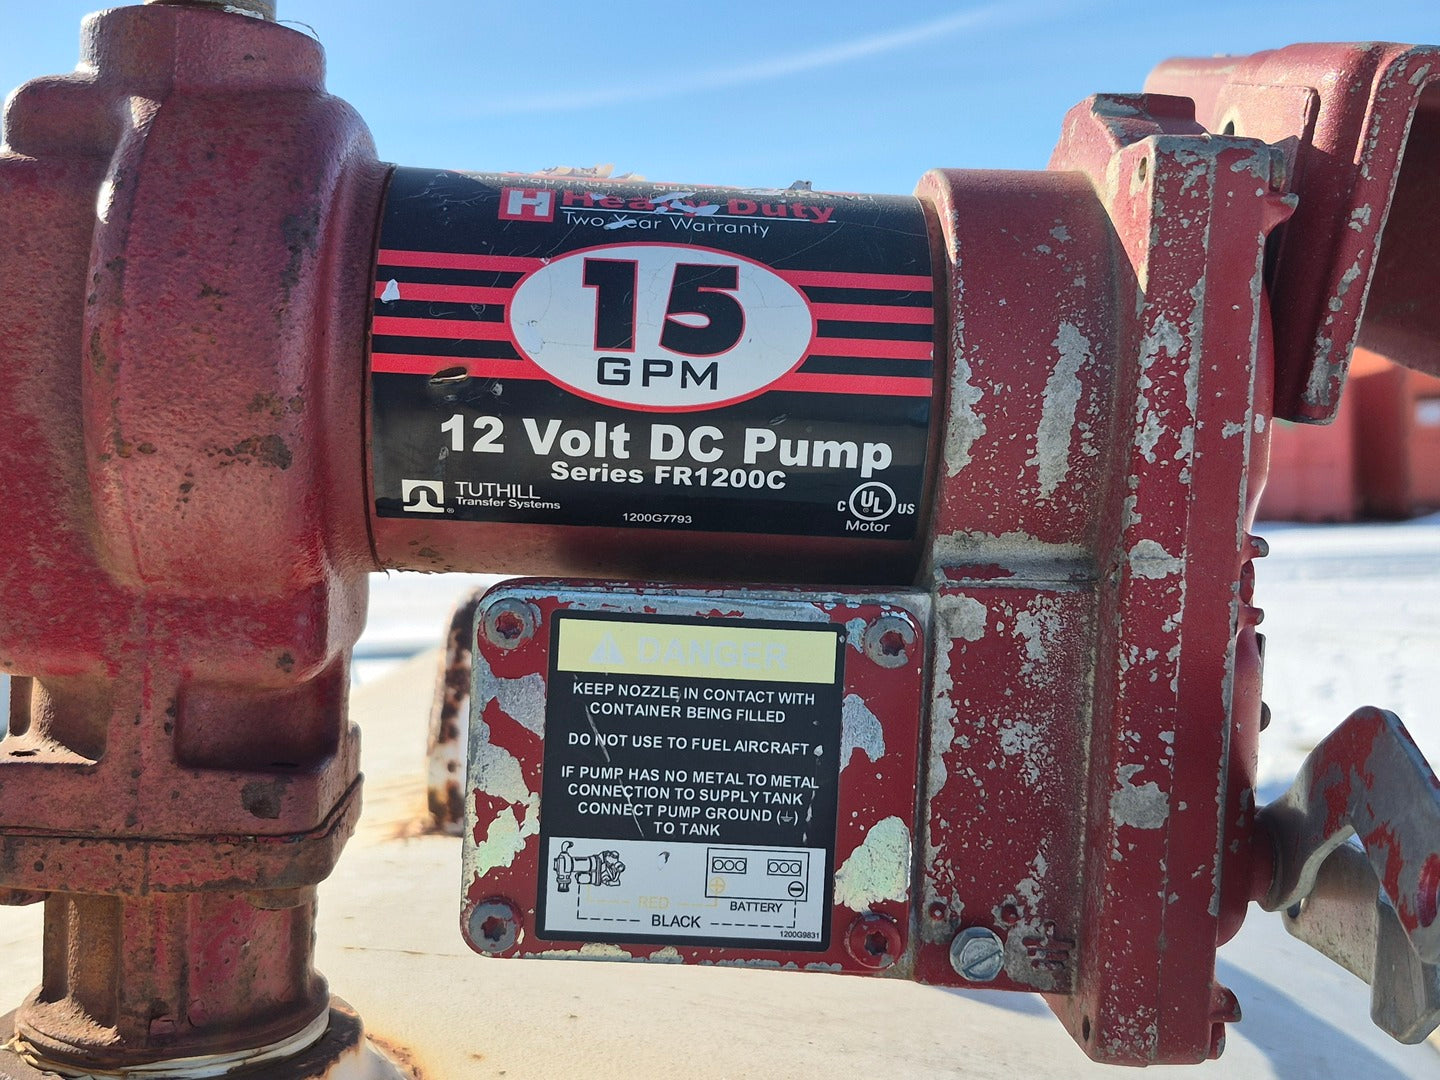 H Heavy Duty
Two Year Warranty
15
GPM
12 Volt DC Pump
Series FR1200C
TUTHILL
Transfer Systems
1200G7793
C UL US
Motor
DANGER
KEEP NOZZLE IN CONTACT WITH
CONTAINER BEING FILLED
DO NOT USE TO FUEL AIRCRAFT
IF PUMP HAS NO METAL TO METAL
CONNECTION TO SUPPLY TANK
CONNECT PUMP GROUND (⏚)
TO TANK
+ −
RED
BATTERY
BLACK
1200G9831